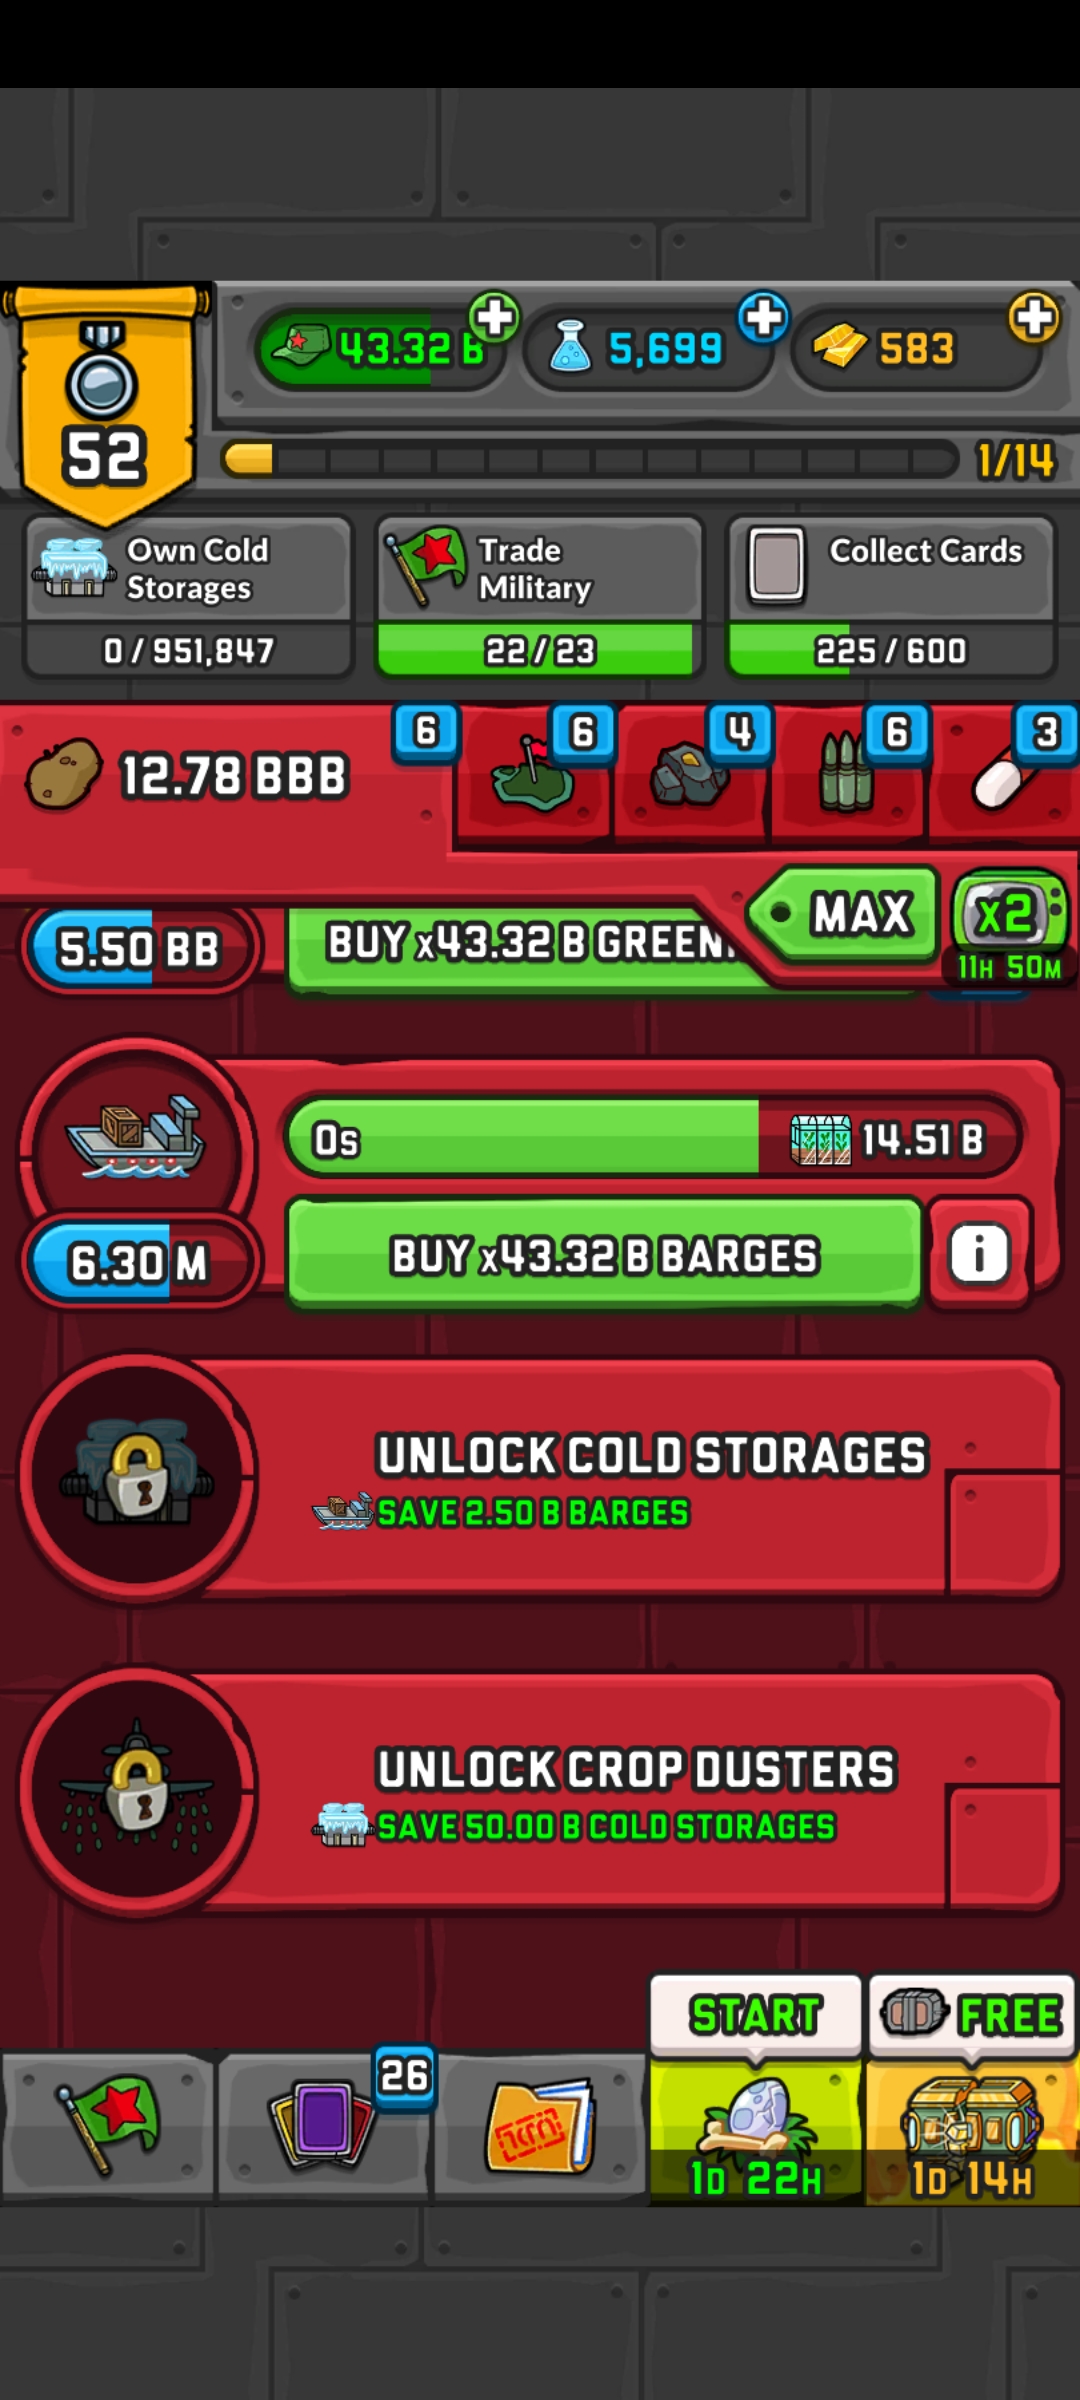 43.32 B
5,699
583
52
1/14
Own Cold
Storages
0 / 951,847
Trade
Military
22 / 23
Collect Cards
225 / 600
12.78 BBB
6
6
4
6
3
MAX
x2
11H 50M
5.50 BB
BUY x43.32 B GREEN
0s
14.51 B
6.30 M
BUY x43.32 B BARGES
i
UNLOCK COLD STORAGES
SAVE 2.50 B BARGES
UNLOCK CROP DUSTERS
SAVE 50.00 B COLD STORAGES
START
FREE
26
1D 22H
1D 14H